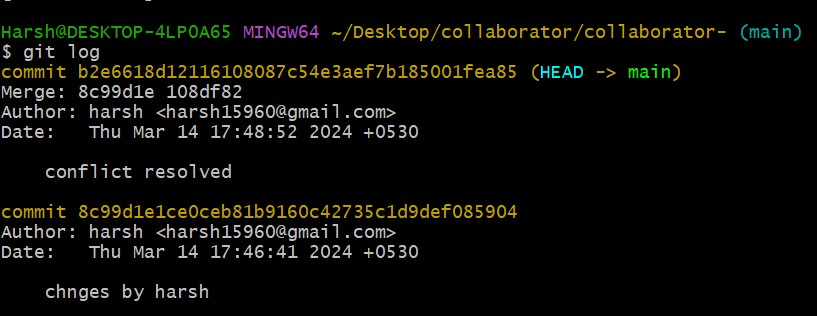 Harsh@DESKTOP-4LP0A65 MINGW64 ~/Desktop/collaborator/collaborator- (main)
$ git log
commit b2e6618d12116108087c54e3aef7b185001fea85 (HEAD -> main)
Merge: 8c99d1e 108df82
Author: harsh <harsh15960@gmail.com>
Date:   Thu Mar 14 17:48:52 2024 +0530
    conflict resolved
commit 8c99d1e1ce0ceb81b9160c42735c1d9def085904
Author: harsh <harsh15960@gmail.com>
Date:   Thu Mar 14 17:46:41 2024 +0530
    chnges by harsh